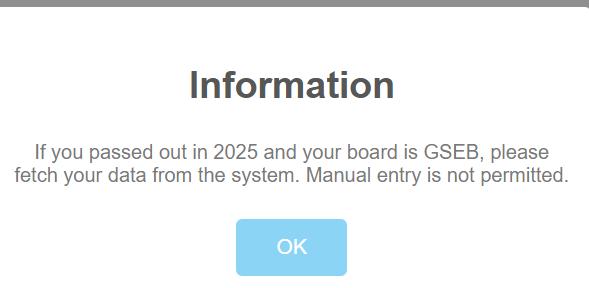 Information
If you passed out in 2025 and your board is GSEB, please
fetch your data from the system. Manual entry is not permitted.
OK